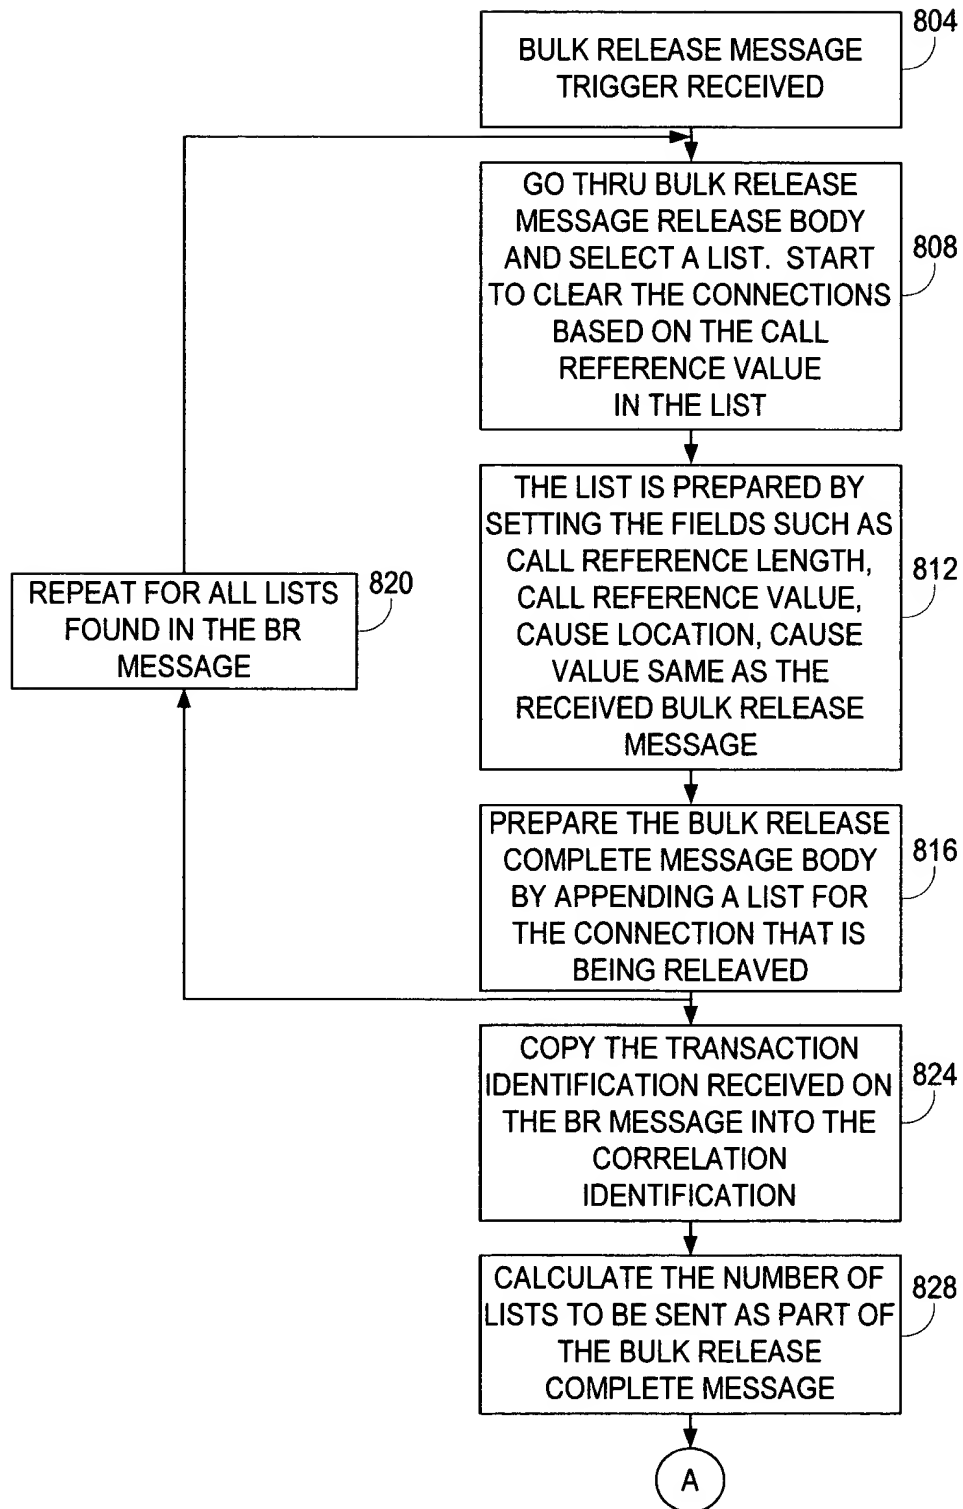 804
BULK RELEASE MESSAGE
TRIGGER RECEIVED
GO THRU BULK RELEASE
MESSAGE RELEASE BODY
AND SELECT A LIST. START
TO CLEAR THE CONNECTIONS
BASED ON THE CALL
REFERENCE VALUE
IN THE LIST
808
THE LIST IS PREPARED BY
SETTING THE FIELDS SUCH AS
CALL REFERENCE LENGTH,
CALL REFERENCE VALUE,
CAUSE LOCATION, CAUSE
VALUE SAME AS THE
RECEIVED BULK RELEASE
MESSAGE
812
REPEAT FOR ALL LISTS
FOUND IN THE BR
MESSAGE
820
PREPARE THE BULK RELEASE
COMPLETE MESSAGE BODY
BY APPENDING A LIST FOR
THE CONNECTION THAT IS
BEING RELEAVED
816
COPY THE TRANSACTION
IDENTIFICATION RECEIVED ON
THE BR MESSAGE INTO THE
CORRELATION
IDENTIFICATION
824
CALCULATE THE NUMBER OF
LISTS TO BE SENT AS PART OF
THE BULK RELEASE
COMPLETE MESSAGE
828
A